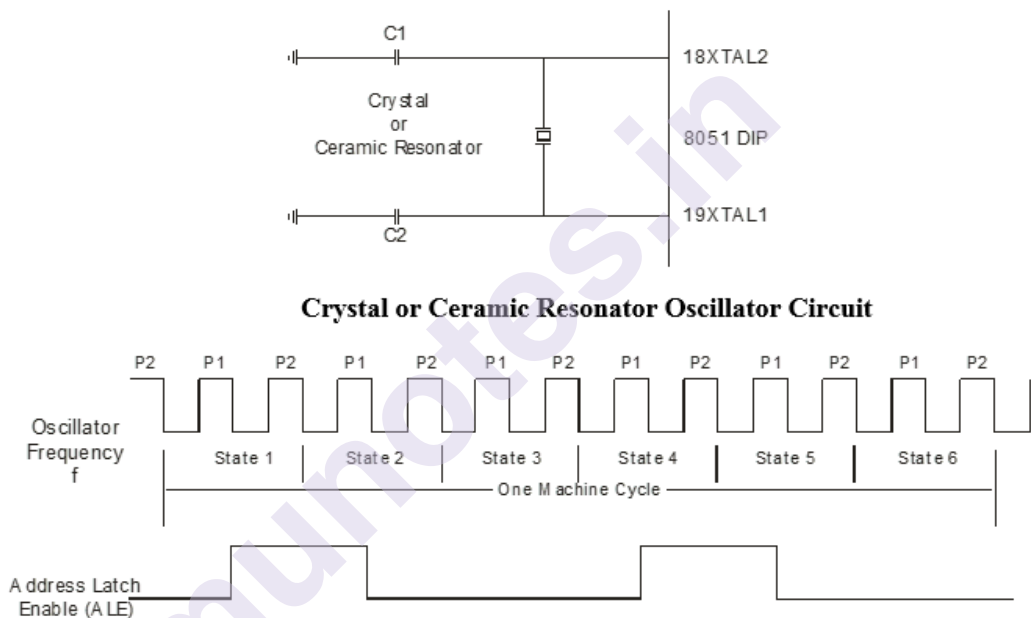 C1
18XTAL2
Crystal
or
Ceramic Resonator
8051 DIP
19XTAL1
C2
Crystal or Ceramic Resonator Oscillator Circuit
P2 P1 P2 P1 P2 P1 P2 P1 P2 P1 P2 P1 P2
Oscillator
Frequency
f
State 1 State 2 State 3 State 4 State 5 State 6
One Machine Cycle
Address Latch
Enable (ALE)
munotes.in